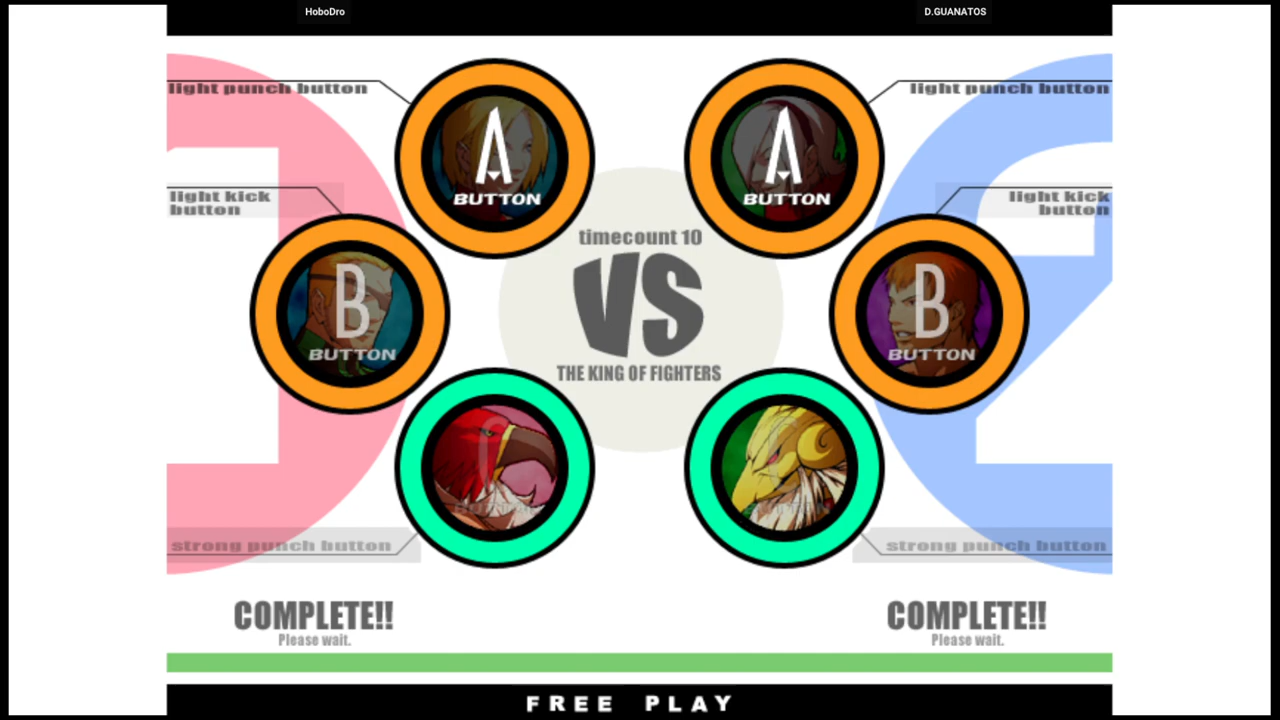 HoboDro
D.GUANATOS
light punch button
light punch button
A
BUTTON
A
BUTTON
light kick
button
light kick
button
timecount 10
VS
THE KING OF FIGHTERS
B
BUTTON
B
BUTTON
strong punch button
strong punch button
COMPLETE!!
Please wait.
COMPLETE!!
Please wait.
FREE PLAY